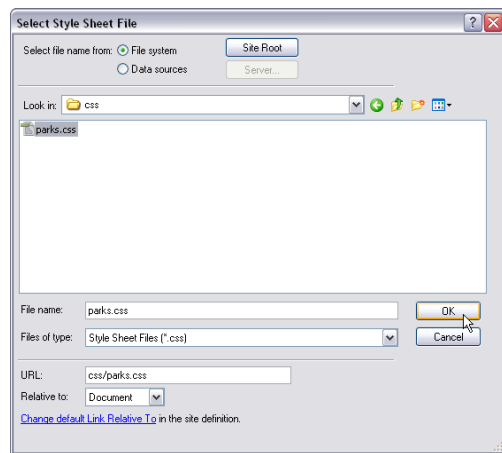 Select Style Sheet File
Select file name from: File system Site Root
Data sources Server...
Look in: css
parks.css
File name: parks.css OK
Files of type: Style Sheet Files (*.css) Cancel
URL: css/parks.css
Relative to: Document
Change default Link Relative To in the site definition.